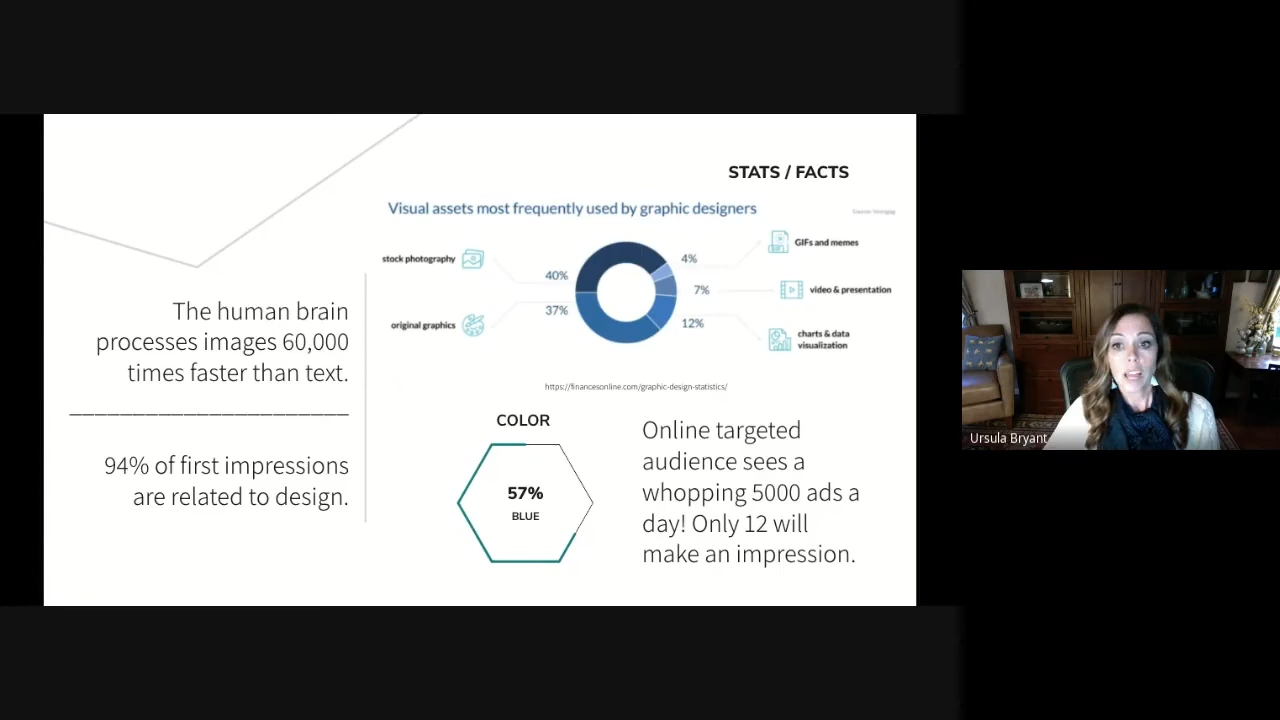 STATS / FACTS
Visual assets most frequently used by graphic designers
stock photography
40%
original graphics
37%
4%
GIFs and memes
7%
video & presentation
12%
charts & data
visualization
https://financesonline.com/graphic-design-statistics/
The human brain
processes images 60,000
times faster than text.
94% of first impressions
are related to design.
COLOR
57%
BLUE
Online targeted
audience sees a
whopping 5000 ads a
day! Only 12 will
make an impression.
Ursula Bryant